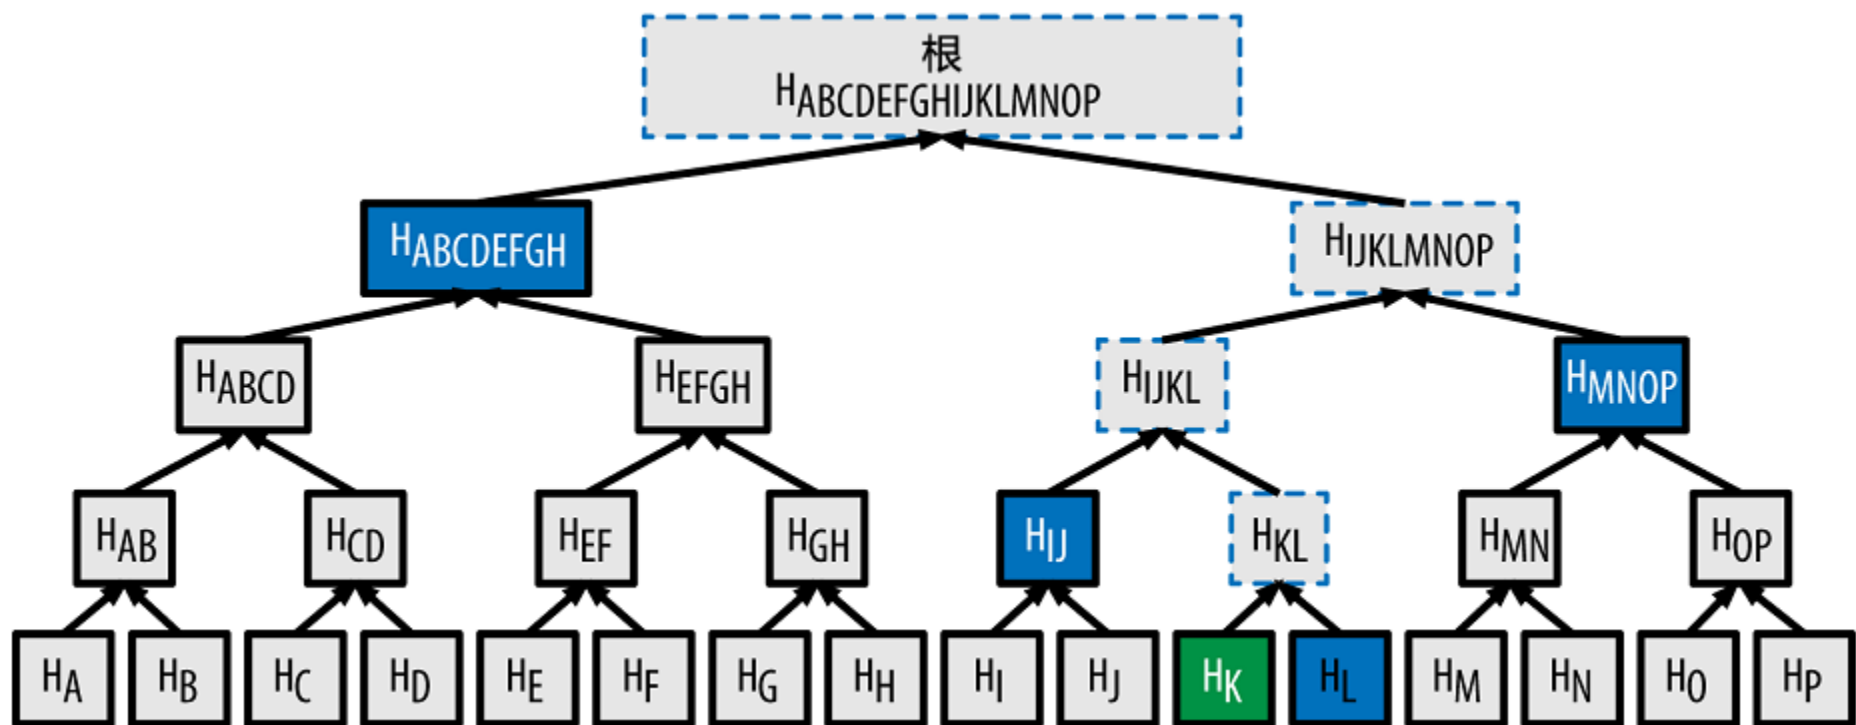 根
HABCDEFGHIJKLMNOP
HABCDEFGH
HIJKLMNOP
HABCD
HEFGH
HIJKL
HMNOP
HAB
HCD
HEF
HGH
HIJ
HKL
HMN
HOP
HA
HB
HC
HD
HE
HF
HG
HH
HI
HJ
HK
HL
HM
HN
HO
HP